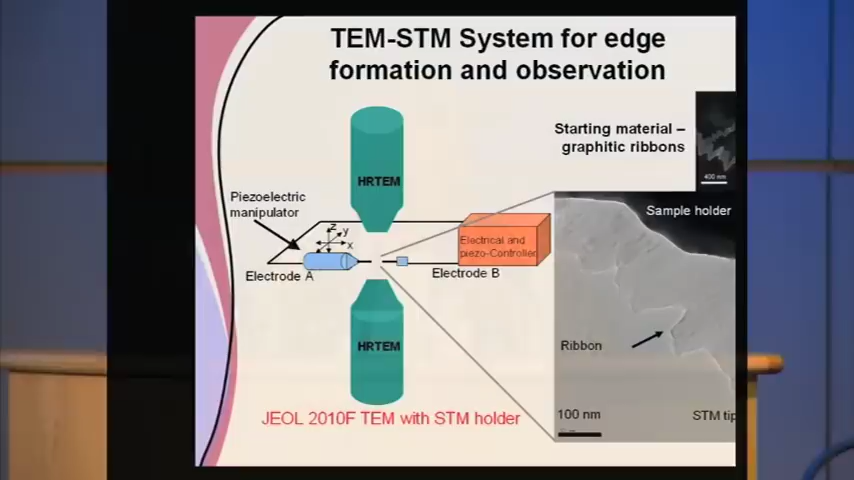 TEM-STM System for edge
formation and observation
Starting material –
graphitic ribbons
400 nm
HRTEM
Piezoelectric
manipulator
z
y
x
Sample holder
Electrical and
piezo-Controller
Electrode A
Electrode B
HRTEM
Ribbon
100 nm
STM tip
JEOL 2010F TEM with STM holder